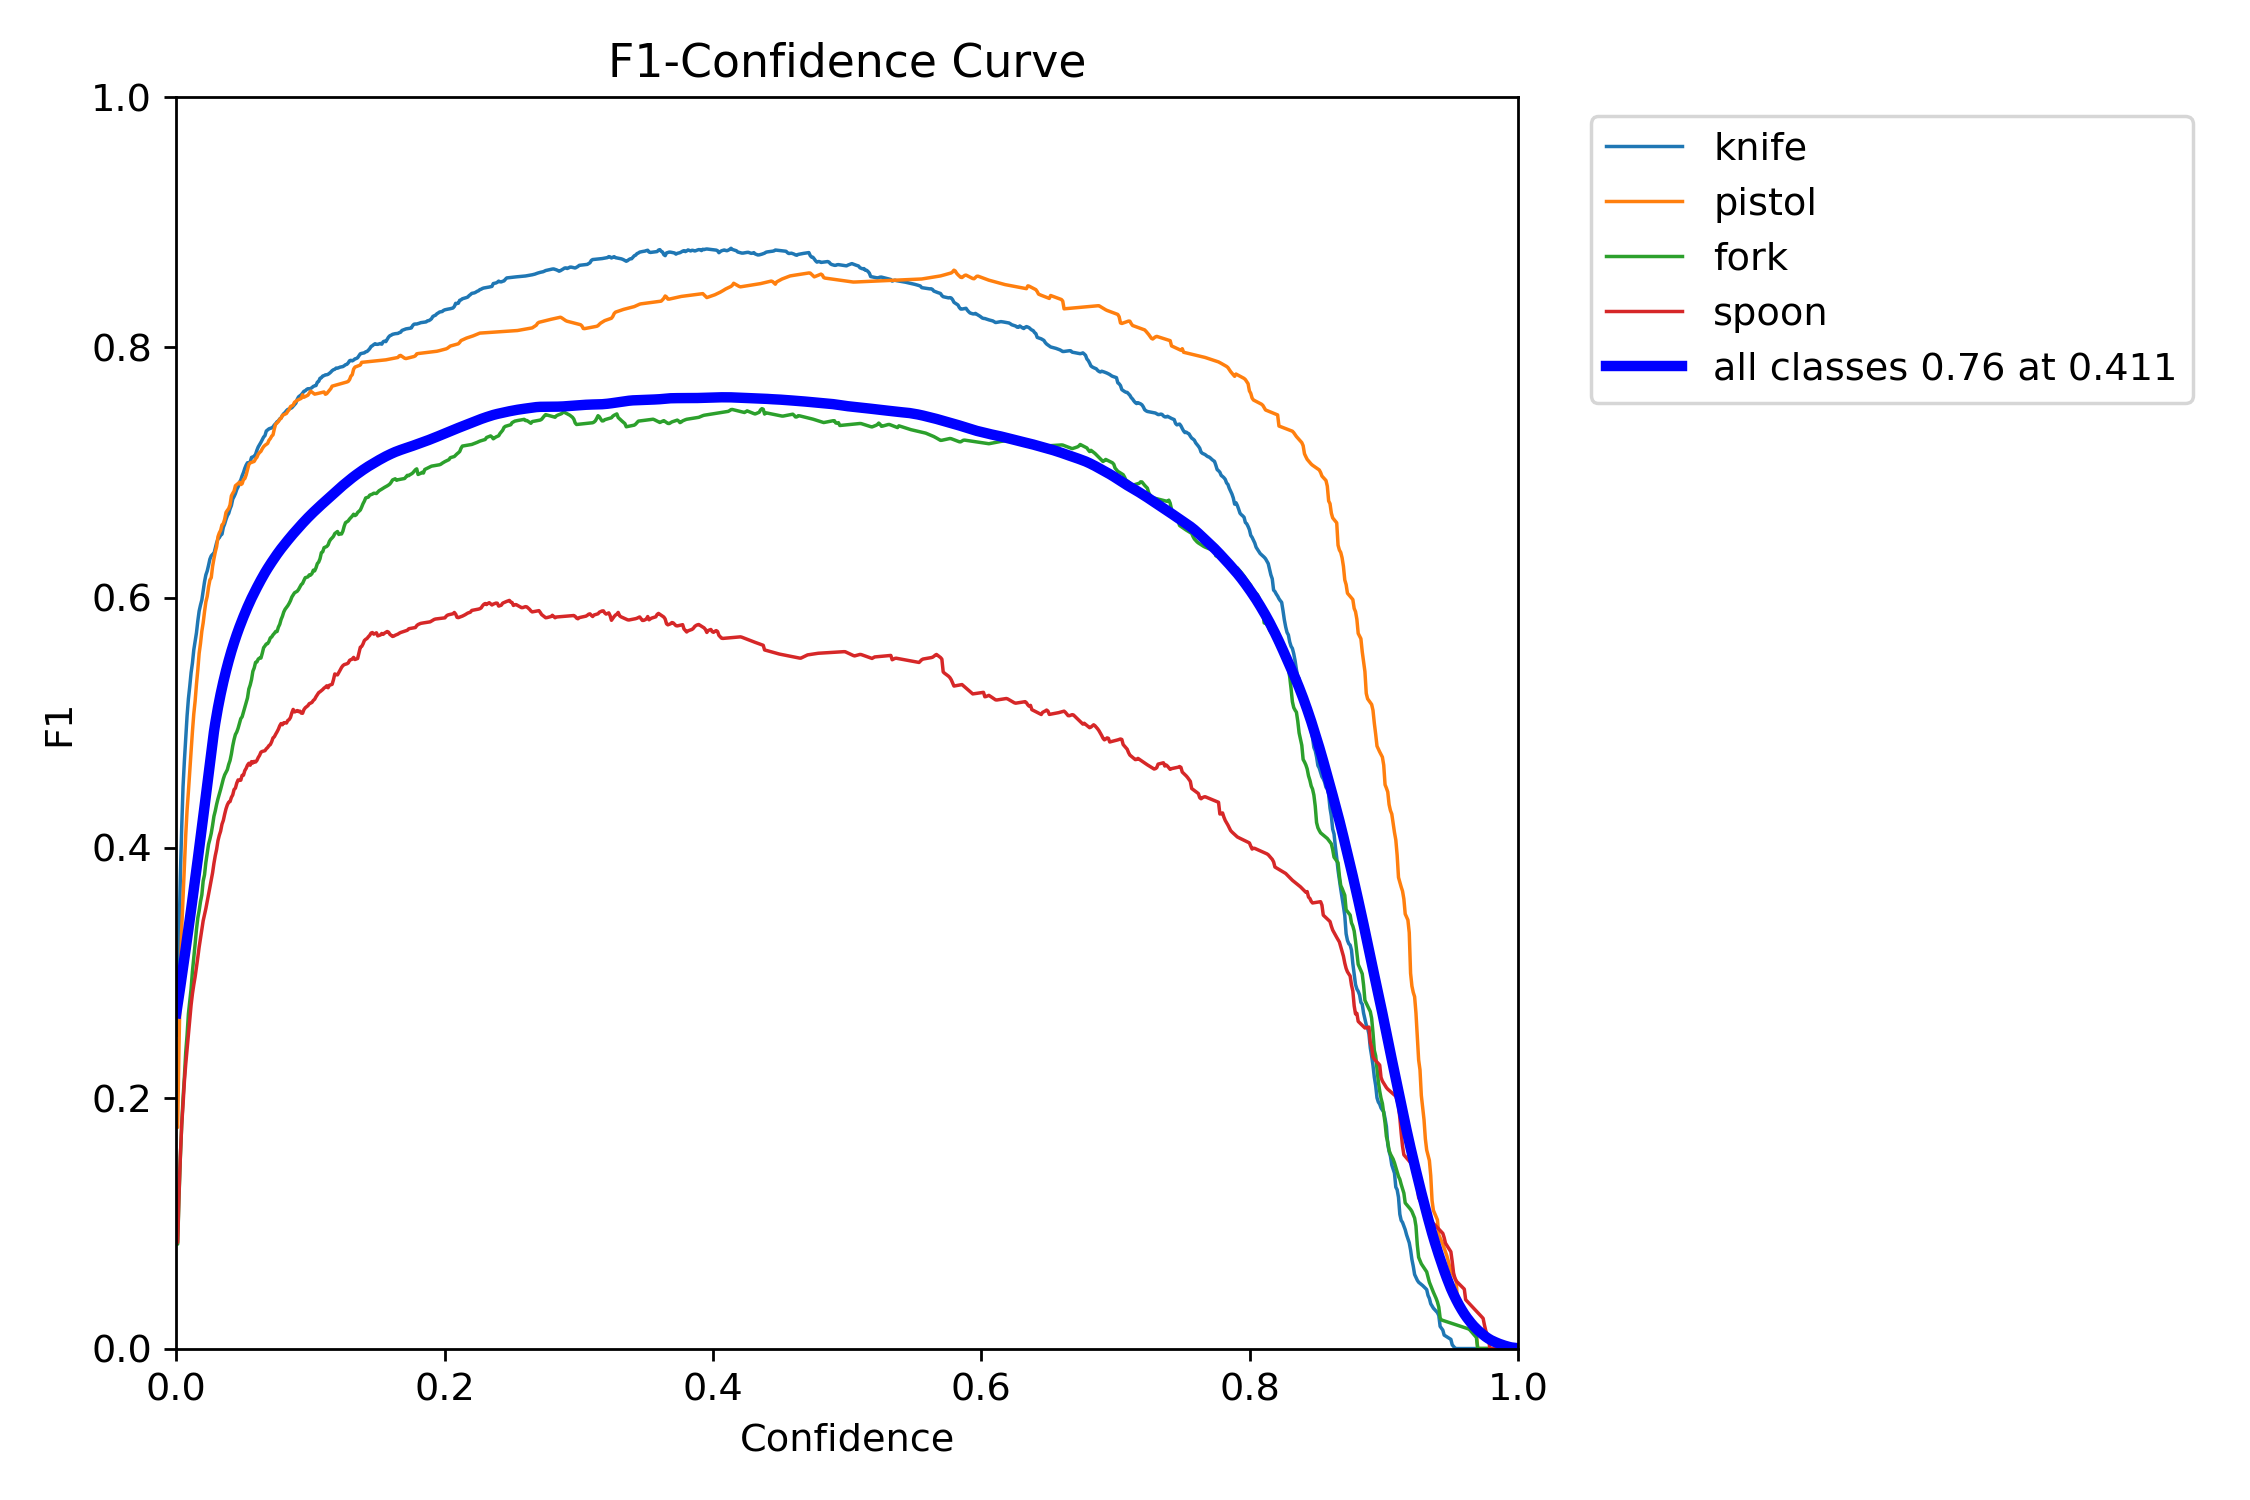 F1-Confidence Curve
1.0
0.8
0.6
0.4
0.2
0.0
F1
0.0 0.2 0.4 0.6 0.8 1.0
Confidence
knife
pistol
fork
spoon
all classes 0.76 at 0.411